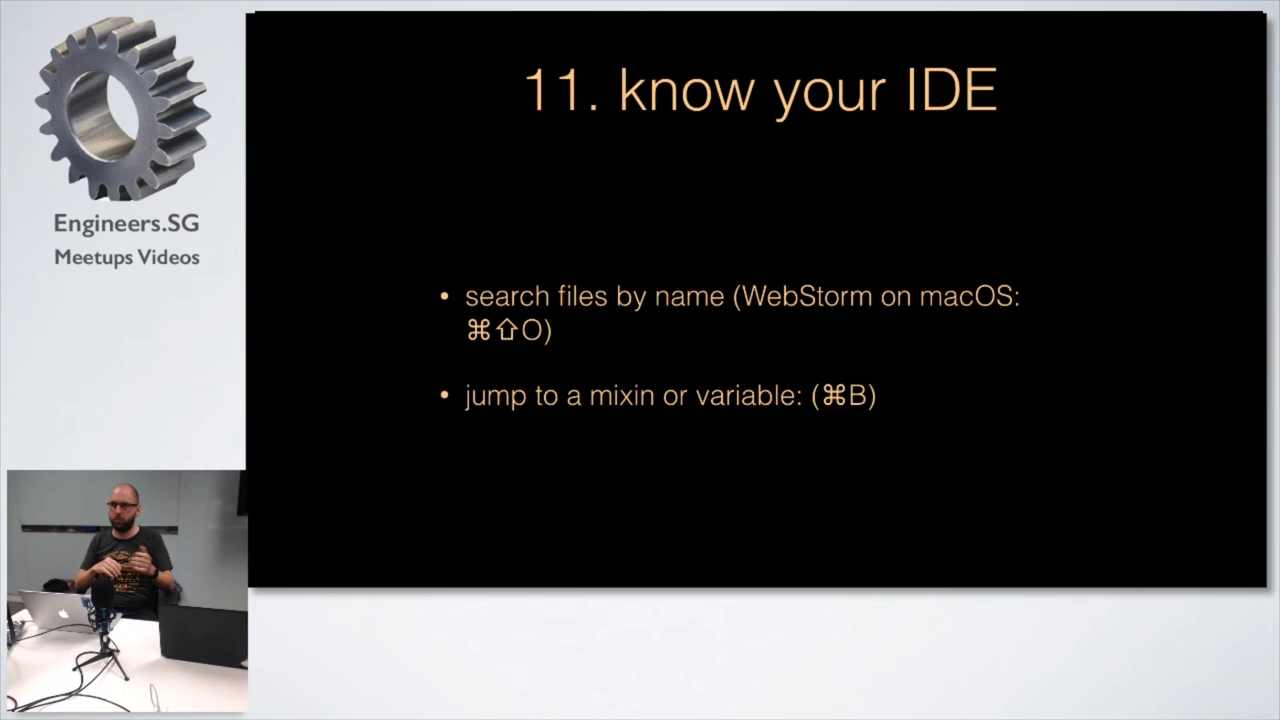 11. know your IDE
Engineers.SG
Meetups Videos
• search files by name (WebStorm on macOS:
⌘⇧O)
• jump to a mixin or variable: (⌘B)